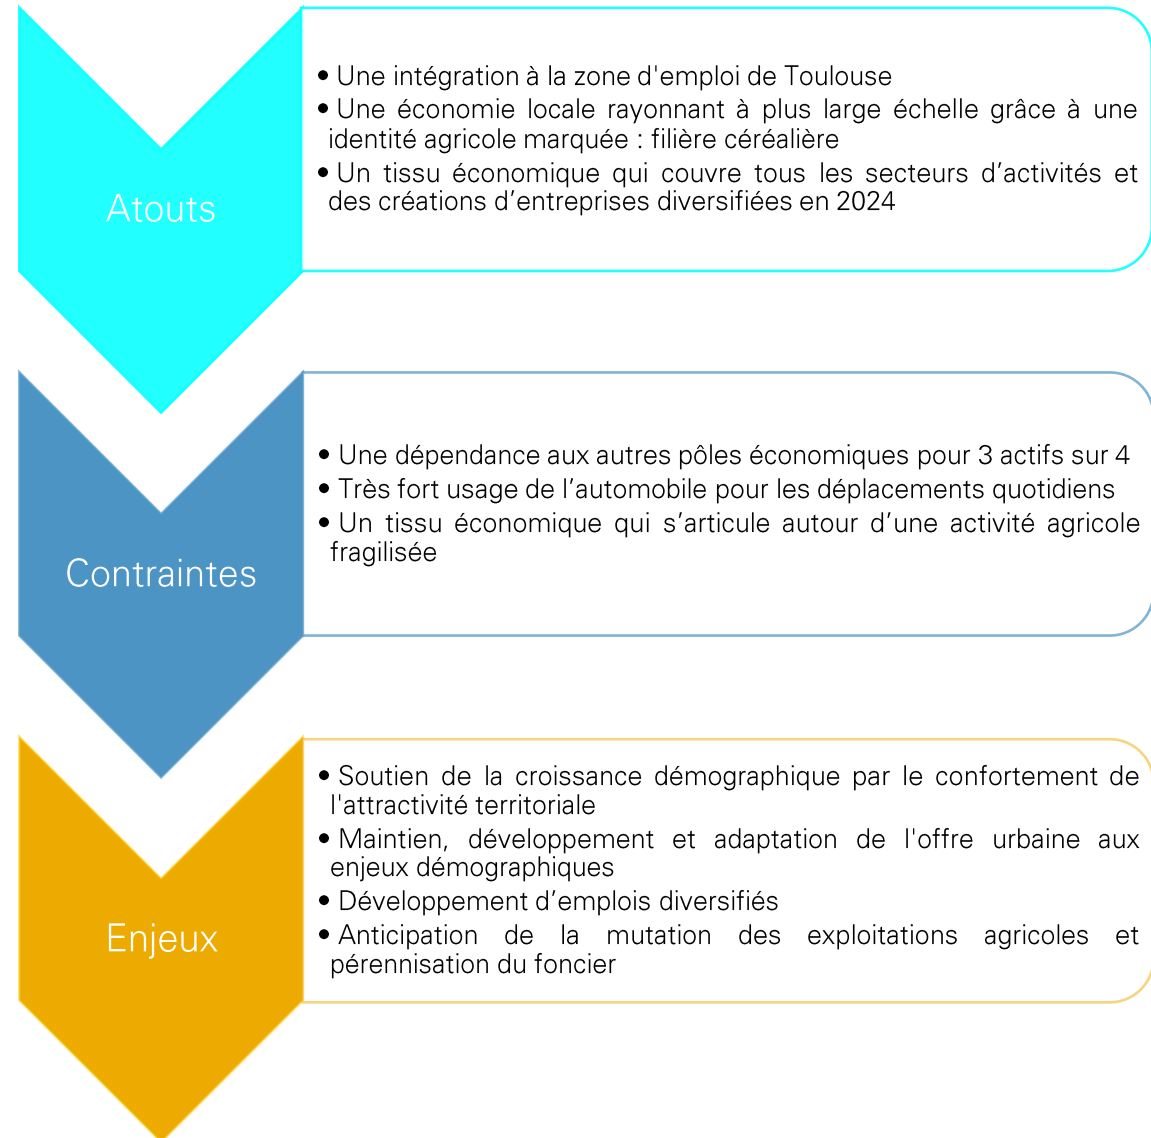 Atouts
• Une intégration à la zone d'emploi de Toulouse
• Une économie locale rayonnant à plus large échelle grâce à une
identité agricole marquée : filière céréalière
• Un tissu économique qui couvre tous les secteurs d’activités et
des créations d’entreprises diversifiées en 2024
Contraintes
• Une dépendance aux autres pôles économiques pour 3 actifs sur 4
• Très fort usage de l’automobile pour les déplacements quotidiens
• Un tissu économique qui s’articule autour d’une activité agricole
fragilisée
Enjeux
• Soutien de la croissance démographique par le confortement de
l'attractivité territoriale
• Maintien, développement et adaptation de l'offre urbaine aux
enjeux démographiques
• Développement d’emplois diversifiés
• Anticipation de la mutation des exploitations agricoles et
pérennisation du foncier